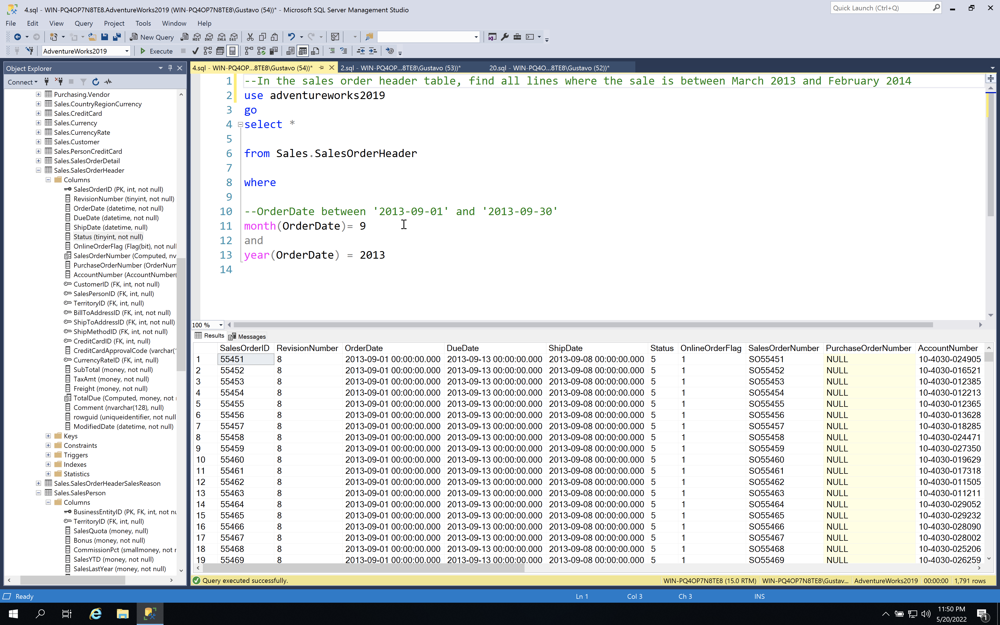 4.sql - WIN-PQ4OP7N8TE8.AdventureWorks2019 (WIN-PQ4OP7N8TE8\Gustavo (54))* - Microsoft SQL Server Management Studio
Quick Launch (Ctrl+Q)
File Edit View Query Project Tools Window Help
New Query MDX DMX XMLA DAX
AdventureWorks2019 Execute
Object Explorer
Connect
Purchasing.Vendor
Sales.CountryRegionCurrency
Sales.CreditCard
Sales.Currency
Sales.CurrencyRate
Sales.Customer
Sales.PersonCreditCard
Sales.SalesOrderDetail
Sales.SalesOrderHeader
Columns
SalesOrderID (PK, int, not null)
RevisionNumber (tinyint, not null)
OrderDate (datetime, not null)
DueDate (datetime, not null)
ShipDate (datetime, null)
Status (tinyint, not null)
OnlineOrderFlag (Flag(bit), not null
SalesOrderNumber (Computed, nv
PurchaseOrderNumber (OrderNum
AccountNumber (AccountNumber(
CustomerID (FK, int, not null)
SalesPersonID (FK, int, null)
TerritoryID (FK, int, null)
BillToAddressID (FK, int, not null)
ShipToAddressID (FK, int, not null)
ShipMethodID (FK, int, not null)
CreditCardID (FK, int, null)
CreditCardApprovalCode (varchar(1
CurrencyRateID (FK, int, null)
SubTotal (money, not null)
TaxAmt (money, not null)
Freight (money, not null)
TotalDue (Computed, money, not
Comment (nvarchar(128), null)
rowguid (uniqueidentifier, not null
ModifiedDate (datetime, not null)
Keys
Constraints
Triggers
Indexes
Statistics
Sales.SalesOrderHeaderSalesReason
Sales.SalesPerson
Columns
BusinessEntityID (PK, FK, int, not nu
TerritoryID (FK, int, null)
SalesQuota (money, null)
Bonus (money, not null)
CommissionPct (smallmoney, not r
SalesYTD (money, not null)
SalesLastYear (money, not null)
4.sql - WIN-PQ4OP...8TE8\Gustavo (54))* 2.sql - WIN-PQ4OP...8TE8\Gustavo (53))* 20.sql - WIN-PQ4O...8TE8\Gustavo (52))*
1 --In the sales order header table, find all lines where the sale is between March 2013 and February 2014
2 use adventureworks2019
3 go
4 select *
5
6 from Sales.SalesOrderHeader
7
8 where
9
10 --OrderDate between '2013-09-01' and '2013-09-30'
11 month(OrderDate)= 9
12 and
13 year(OrderDate) = 2013
14
100 %
Results Messages
SalesOrderID RevisionNumber OrderDate DueDate ShipDate Status OnlineOrderFlag SalesOrderNumber PurchaseOrderNumber AccountNumber
1 55451 8 2013-09-01 00:00:00.000 2013-09-13 00:00:00.000 2013-09-08 00:00:00.000 5 1 SO55451 NULL 10-4030-024905
2 55452 8 2013-09-01 00:00:00.000 2013-09-13 00:00:00.000 2013-09-08 00:00:00.000 5 1 SO55452 NULL 10-4030-016521
3 55453 8 2013-09-01 00:00:00.000 2013-09-13 00:00:00.000 2013-09-08 00:00:00.000 5 1 SO55453 NULL 10-4030-012385
4 55454 8 2013-09-01 00:00:00.000 2013-09-13 00:00:00.000 2013-09-08 00:00:00.000 5 1 SO55454 NULL 10-4030-012213
5 55455 8 2013-09-01 00:00:00.000 2013-09-13 00:00:00.000 2013-09-08 00:00:00.000 5 1 SO55455 NULL 10-4030-012365
6 55456 8 2013-09-01 00:00:00.000 2013-09-13 00:00:00.000 2013-09-08 00:00:00.000 5 1 SO55456 NULL 10-4030-013628
7 55457 8 2013-09-01 00:00:00.000 2013-09-13 00:00:00.000 2013-09-08 00:00:00.000 5 1 SO55457 NULL 10-4030-018285
8 55458 8 2013-09-01 00:00:00.000 2013-09-13 00:00:00.000 2013-09-08 00:00:00.000 5 1 SO55458 NULL 10-4030-024471
9 55459 8 2013-09-01 00:00:00.000 2013-09-13 00:00:00.000 2013-09-08 00:00:00.000 5 1 SO55459 NULL 10-4030-027350
10 55460 8 2013-09-01 00:00:00.000 2013-09-13 00:00:00.000 2013-09-08 00:00:00.000 5 1 SO55460 NULL 10-4030-019629
11 55461 8 2013-09-01 00:00:00.000 2013-09-13 00:00:00.000 2013-09-08 00:00:00.000 5 1 SO55461 NULL 10-4030-017318
12 55462 8 2013-09-01 00:00:00.000 2013-09-13 00:00:00.000 2013-09-08 00:00:00.000 5 1 SO55462 NULL 10-4030-011505
13 55463 8 2013-09-01 00:00:00.000 2013-09-13 00:00:00.000 2013-09-08 00:00:00.000 5 1 SO55463 NULL 10-4030-011211
14 55464 8 2013-09-01 00:00:00.000 2013-09-13 00:00:00.000 2013-09-08 00:00:00.000 5 1 SO55464 NULL 10-4030-029052
15 55465 8 2013-09-01 00:00:00.000 2013-09-13 00:00:00.000 2013-09-08 00:00:00.000 5 1 SO55465 NULL 10-4030-029232
16 55466 8 2013-09-01 00:00:00.000 2013-09-13 00:00:00.000 2013-09-08 00:00:00.000 5 1 SO55466 NULL 10-4030-028090
17 55467 8 2013-09-01 00:00:00.000 2013-09-13 00:00:00.000 2013-09-08 00:00:00.000 5 1 SO55467 NULL 10-4030-028002
18 55468 8 2013-09-01 00:00:00.000 2013-09-13 00:00:00.000 2013-09-08 00:00:00.000 5 1 SO55468 NULL 10-4030-025206
19 55469 8 2013-09-01 00:00:00.000 2013-09-13 00:00:00.000 2013-09-08 00:00:00.000 5 1 SO55469 NULL 10-4030-026259
Query executed successfully. WIN-PQ4OP7N8TE8 (15.0 RTM) WIN-PQ4OP7N8TE8\Gustav... AdventureWorks2019 00:00:00 1,791 rows
Ready Ln 1 Col 3 Ch 3 INS
11:50 PM
5/20/2022
1